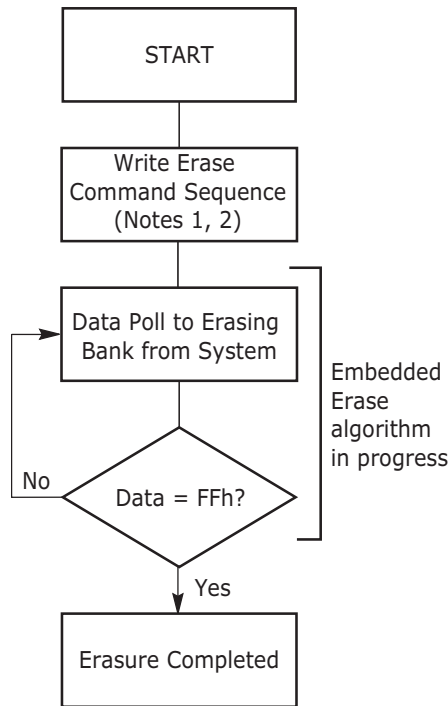 START
Write Erase
Command Sequence
(Notes 1, 2)
Data Poll to Erasing
Bank from System
Embedded
Erase
algorithm
in progress
No
Data = FFh?
Yes
Erasure Completed